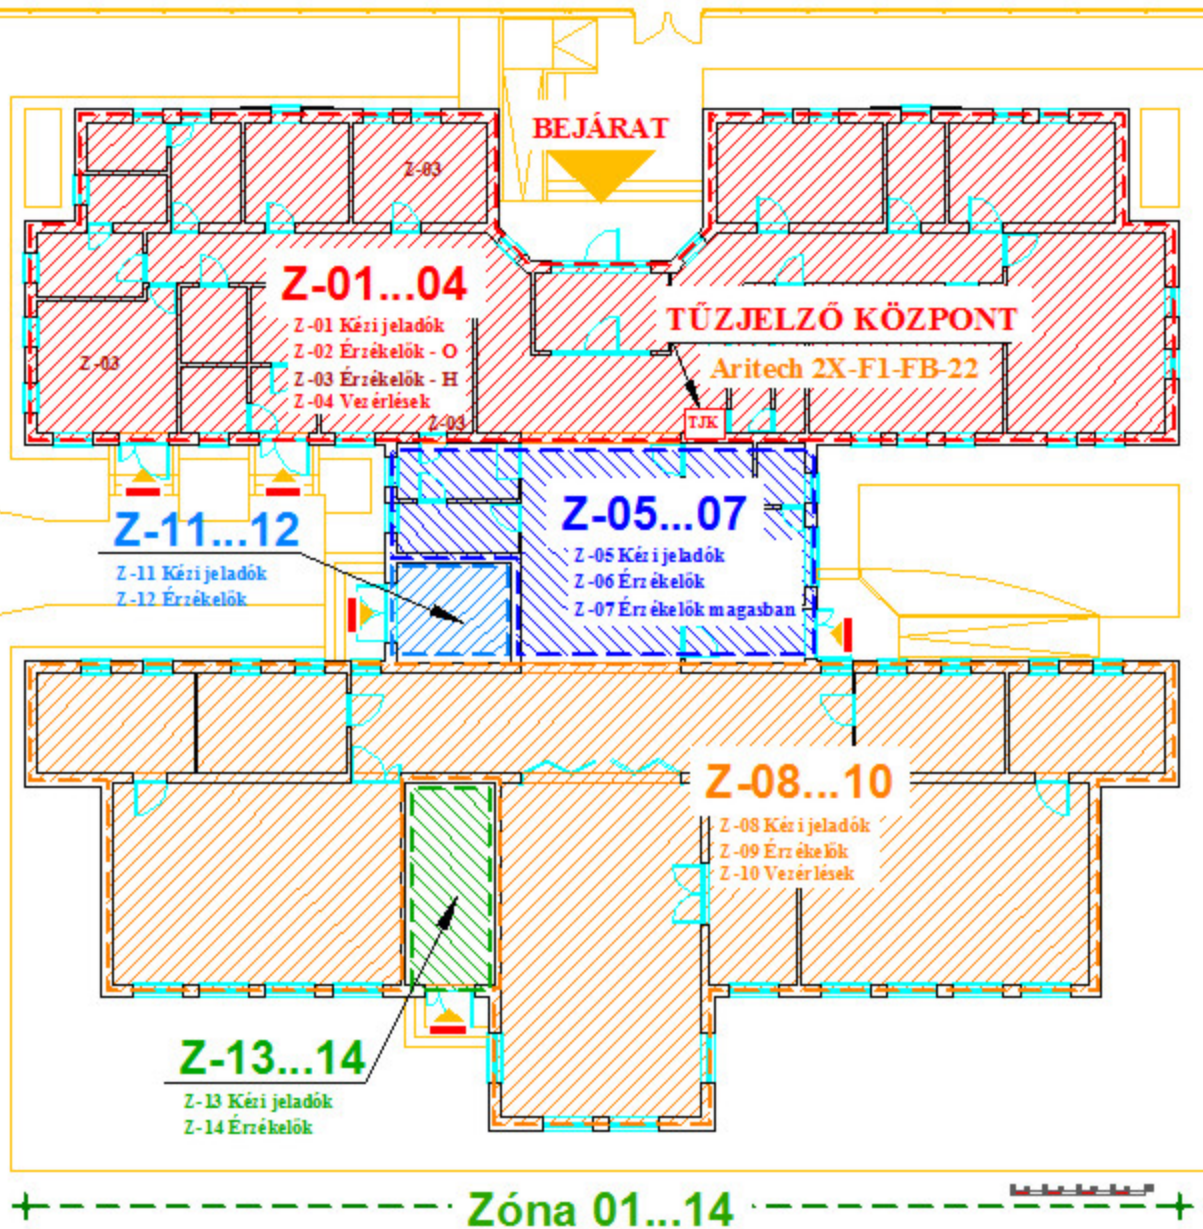 BEJÁRAT
Z-03
Z-01...04
Z-01 Kézi jeladók
Z-02 Érzékelők - O
Z-03 Érzékelők - H
Z-04 Vezérlések
Z-03
Z-03
TŰZJELZŐ KÖZPONT
Aritech 2X-F1-FB-22
TJK
Z-05...07
Z-05 Kézi jeladók
Z-06 Érzékelők
Z-07 Érzékelők magasban
Z-11...12
Z-11 Kézi jeladók
Z-12 Érzékelők
Z-08...10
Z-08 Kézi jeladók
Z-09 Érzékelők
Z-10 Vezérlések
Z-13...14
Z-13 Kézi jeladók
Z-14 Érzékelők
Zóna 01...14